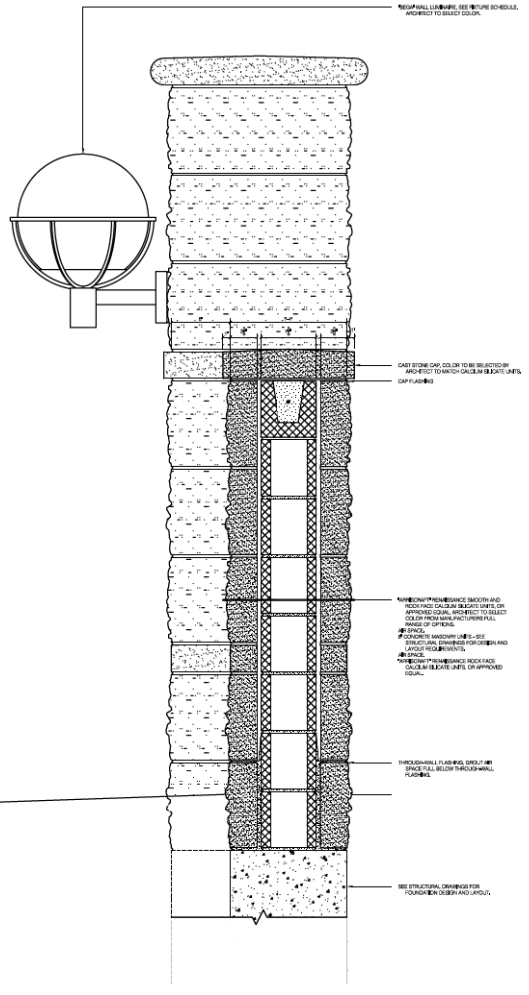 "BEGA" WALL LUMINAIRE, SEE FIXTURE SCHEDULE,
ARCHITECT TO SELECT COLOR.
CAST STONE CAP, COLOR TO BE SELECTED BY
ARCHITECT TO MATCH CALCIUM SILICATE UNITS.
CAP FLASHING
"ARRISCRAFT" RENAISSANCE SMOOTH AND
ROCK FACE CALCIUM SILICATE UNITS, OR
APPROVED EQUAL. ARCHITECT TO SELECT
COLOR FROM MANUFACTURERS FULL
RANGE OF OPTIONS.
AIR SPACE.
CONCRETE MASONRY UNITS - SEE
STRUCTURAL DRAWINGS FOR DESIGN AND
LAYOUT REQUIREMENTS.
AIR SPACE.
"ARRISCRAFT" RENAISSANCE ROCK FACE
CALCIUM SILICATE UNITS, OR APPROVED
EQUAL.
THROUGH-WALL FLASHING, GROUT AIR
SPACE FULL BELOW THROUGH-WALL
FLASHING.
SEE STRUCTURAL DRAWINGS FOR
FOUNDATION DESIGN AND LAYOUT.